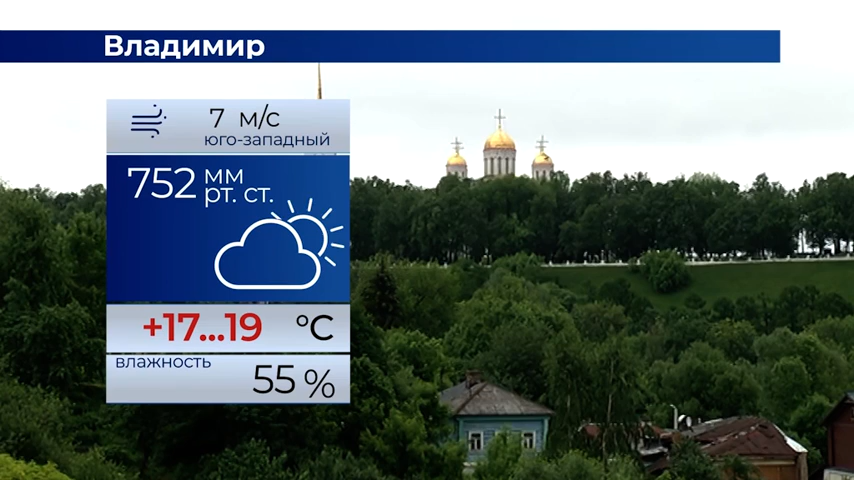 Владимир
7 м/с
юго-западный
752 мм
рт. ст.
+17...19 °C
влажность
55 %